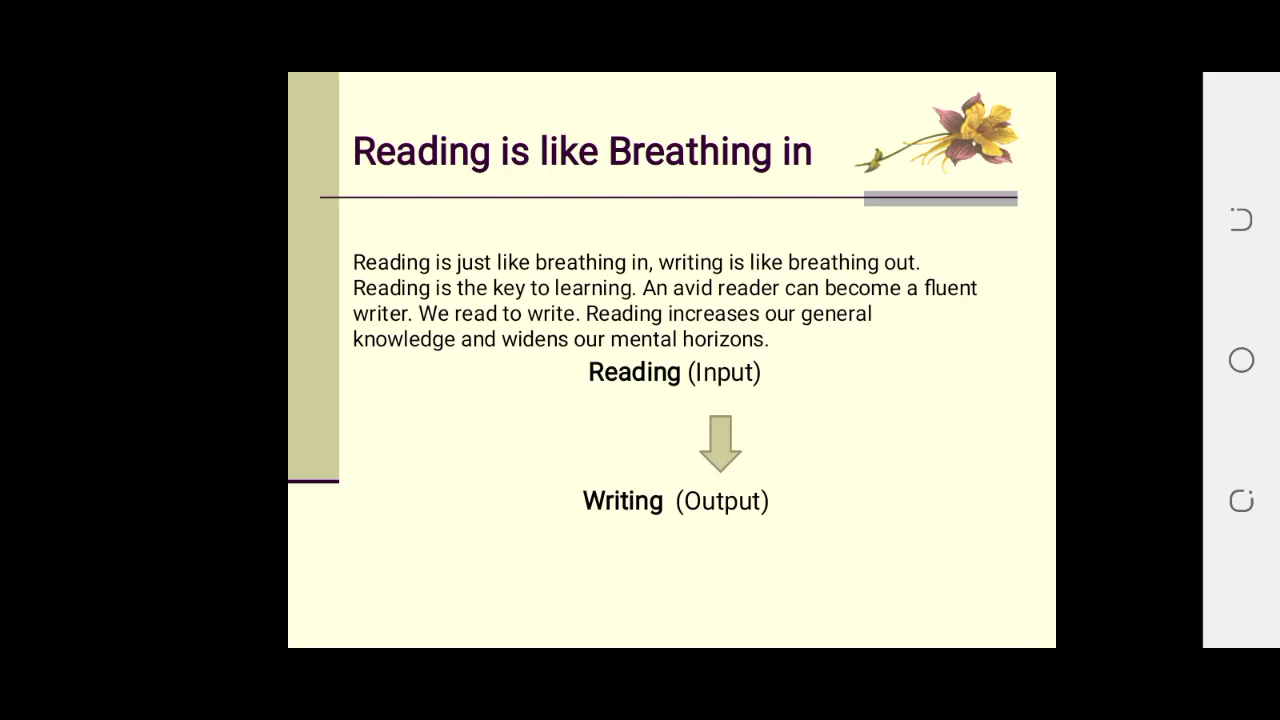 Reading is like Breathing in
Reading is just like breathing in, writing is like breathing out.
Reading is the key to learning. An avid reader can become a fluent
writer. We read to write. Reading increases our general
knowledge and widens our mental horizons.
Reading (Input)
Writing (Output)